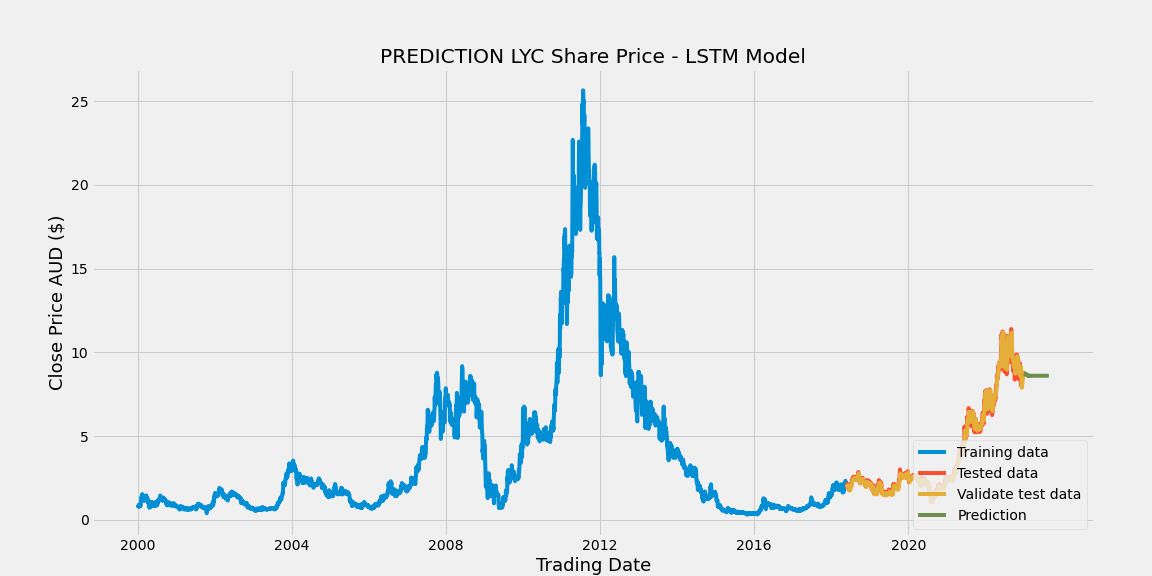 PREDICTION LYC Share Price - LSTM Model
Close Price AUD ($)
25
20
15
10
5
0
2000 2004 2008 2012 2016 2020
Trading Date
Training data
Tested data
Validate test data
Prediction